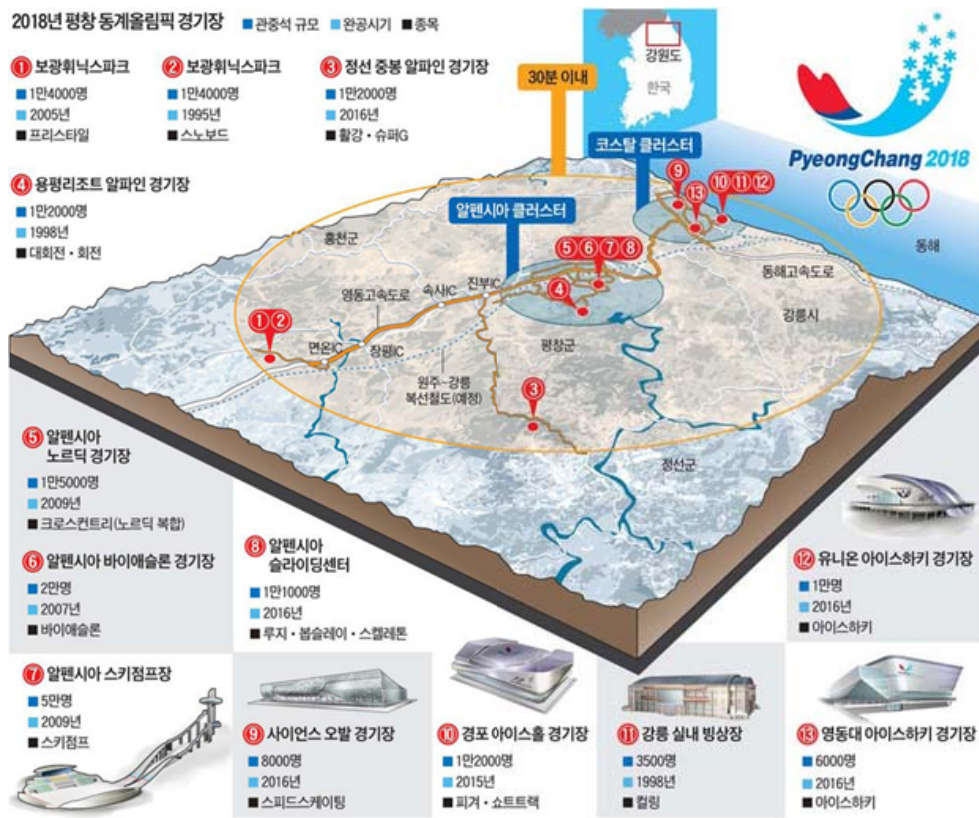 2018년 평창 동계올림픽 경기장
■ 관중석 규모 ■ 완공시기 ■ 종목
① 보광휘닉스파크
■ 1만4000명
■ 2005년
■ 프리스타일
② 보광휘닉스파크
■ 1만4000명
■ 1995년
■ 스노보드
③ 정선 중봉 알파인 경기장
■ 1만2000명
■ 2016년
■ 활강·슈퍼G
④ 용평리조트 알파인 경기장
■ 1만2000명
■ 1998년
■ 대회전·회전
강원도
한국
PyeongChang 2018
30분 이내
코스탈 클러스터
알펜시아 클러스터
⑨
⑩ ⑪ ⑫
⑬
동해
홍천군
⑤ ⑥ ⑦ ⑧
동해고속도로
진부IC
속사IC
영동고속도로
④
강릉시
① ②
면온IC
장평IC
평창군
원주~강릉
복선철도(예정)
③
정선군
⑤ 알펜시아
노르딕 경기장
■ 1만5000명
■ 2009년
■ 크로스컨트리(노르딕 복합)
⑥ 알펜시아 바이애슬론 경기장
■ 2만명
■ 2007년
■ 바이애슬론
⑦ 알펜시아 스키점프장
■ 5만명
■ 2009년
■ 스키점프
⑧ 알펜시아
슬라이딩센터
■ 1만1000명
■ 2016년
■ 루지·봅슬레이·스켈레톤
⑨ 사이언스 오발 경기장
■ 8000명
■ 2016년
■ 스피드스케이팅
⑩ 경포 아이스홀 경기장
■ 1만2000명
■ 2015년
■ 피겨·쇼트트랙
⑪ 강릉 실내 빙상장
■ 3500명
■ 1998년
■ 컬링
⑫ 유니온 아이스하키 경기장
■ 1만명
■ 2016년
■ 아이스하키
⑬ 영동대 아이스하키 경기장
■ 6000명
■ 2016년
■ 아이스하키